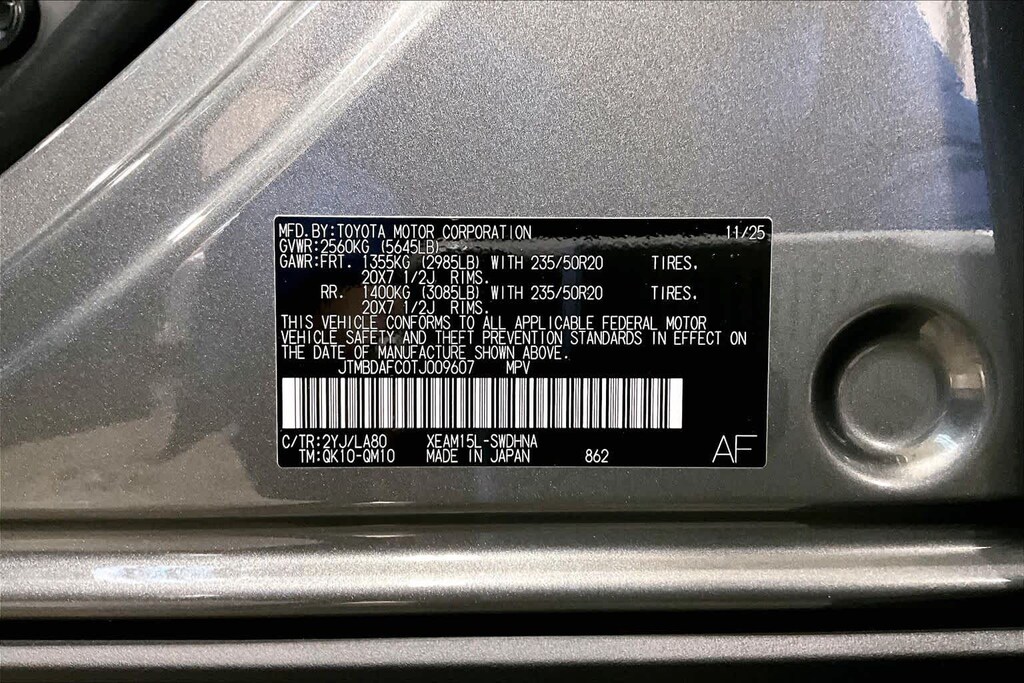 MFD.BY:TOYOTA MOTOR CORPORATION 11/25
GVWR:2560KG (5645LB)
GAWR:FRT. 1355KG (2985LB) WITH 235/50R20 TIRES,
20X7 1/2J RIMS.
RR. 1400KG (3085LB) WITH 235/50R20 TIRES,
20X7 1/2J RIMS.
THIS VEHICLE CONFORMS TO ALL APPLICABLE FEDERAL MOTOR
VEHICLE SAFETY AND THEFT PREVENTION STANDARDS IN EFFECT ON
THE DATE OF MANUFACTURE SHOWN ABOVE.
JTMBDAFC0TJ009607 MPV
C/TR:2YJ/LA80 XEAM15L-SWDHNA
TM:QK10-QM10 MADE IN JAPAN 862 AF